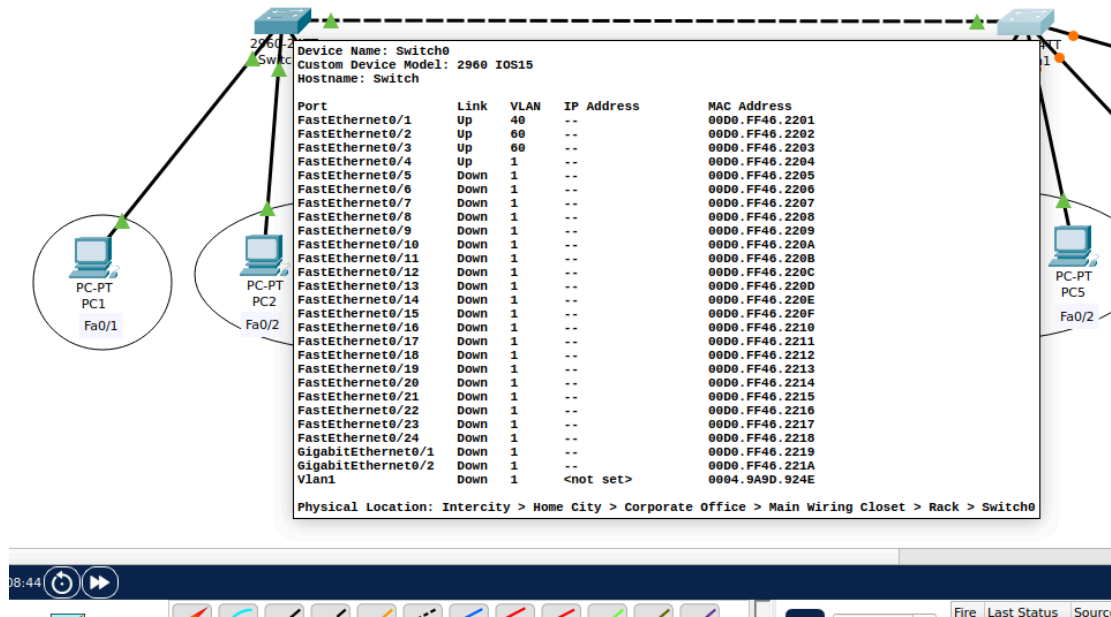 2960-2
Switc
4TT
Device Name: Switch0
Custom Device Model: 2960 IOS15
Hostname: Switch
Port Link VLAN IP Address MAC Address
FastEthernet0/1 Up 40 -- 00D0.FF46.2201
FastEthernet0/2 Up 60 -- 00D0.FF46.2202
FastEthernet0/3 Up 60 -- 00D0.FF46.2203
FastEthernet0/4 Up 1 -- 00D0.FF46.2204
FastEthernet0/5 Down 1 -- 00D0.FF46.2205
FastEthernet0/6 Down 1 -- 00D0.FF46.2206
FastEthernet0/7 Down 1 -- 00D0.FF46.2207
FastEthernet0/8 Down 1 -- 00D0.FF46.2208
FastEthernet0/9 Down 1 -- 00D0.FF46.2209
FastEthernet0/10 Down 1 -- 00D0.FF46.220A
FastEthernet0/11 Down 1 -- 00D0.FF46.220B
FastEthernet0/12 Down 1 -- 00D0.FF46.220C
FastEthernet0/13 Down 1 -- 00D0.FF46.220D
FastEthernet0/14 Down 1 -- 00D0.FF46.220E
FastEthernet0/15 Down 1 -- 00D0.FF46.220F
FastEthernet0/16 Down 1 -- 00D0.FF46.2210
FastEthernet0/17 Down 1 -- 00D0.FF46.2211
FastEthernet0/18 Down 1 -- 00D0.FF46.2212
FastEthernet0/19 Down 1 -- 00D0.FF46.2213
FastEthernet0/20 Down 1 -- 00D0.FF46.2214
FastEthernet0/21 Down 1 -- 00D0.FF46.2215
FastEthernet0/22 Down 1 -- 00D0.FF46.2216
FastEthernet0/23 Down 1 -- 00D0.FF46.2217
FastEthernet0/24 Down 1 -- 00D0.FF46.2218
GigabitEthernet0/1 Down 1 -- 00D0.FF46.2219
GigabitEthernet0/2 Down 1 -- 00D0.FF46.221A
Vlan1 Down 1 <not set> 0004.9A9D.924E
Physical Location: Intercity > Home City > Corporate Office > Main Wiring Closet > Rack > Switch0
PC-PT
PC1
Fa0/1
PC-PT
PC2
Fa0/2
PC-PT
PC5
Fa0/2
08:44
Fire Last Status Source